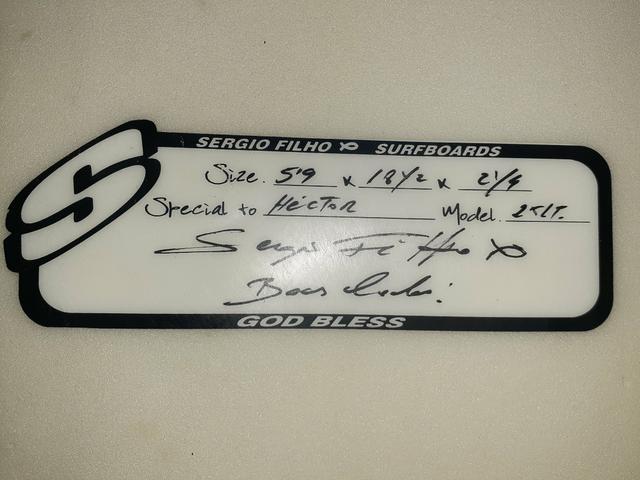 SERGIO FILHO SURFBOARDS
Size. 5'9 x 18 1/2 x 2 1/4
Special to HéCTOR Model.
Sergio Filho
Boas Ondas!
GOD BLESS